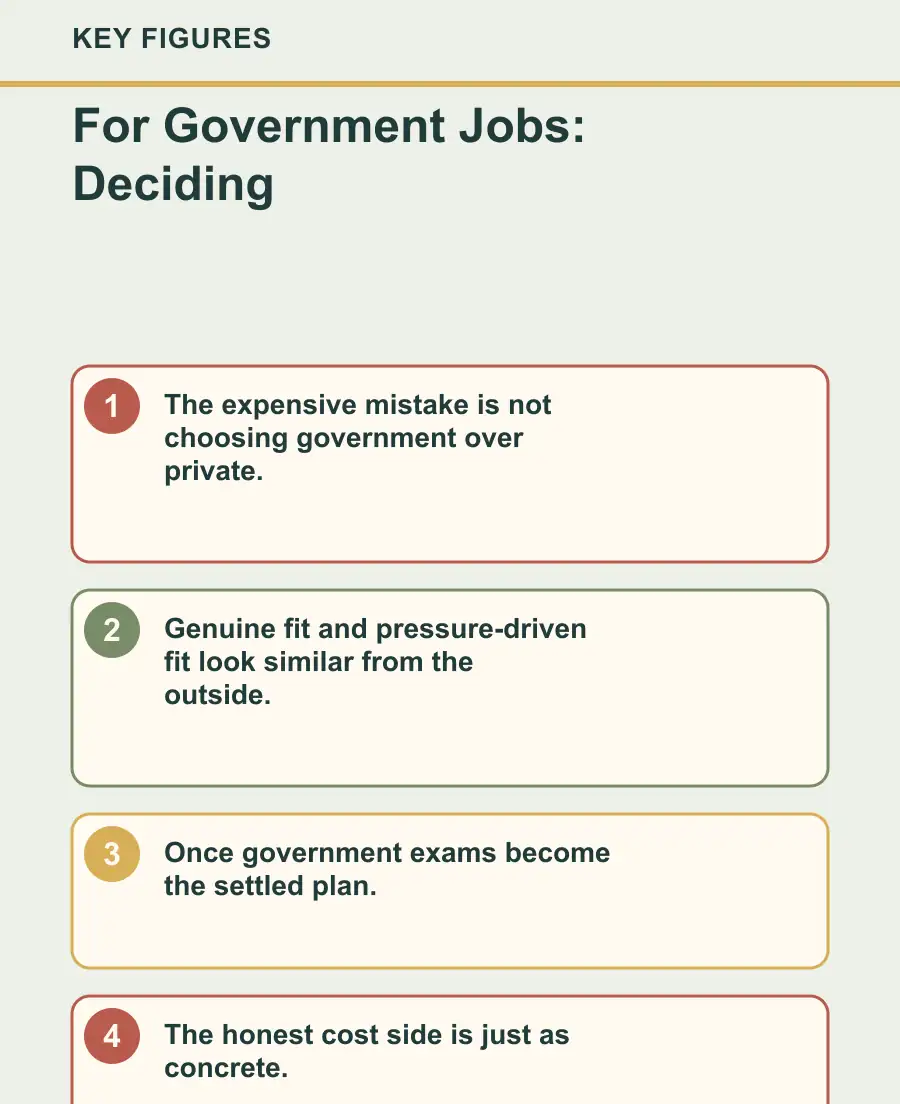 KEY FIGURES
For Government Jobs:
Deciding
1
The expensive mistake is not
choosing government over
private.
2
Genuine fit and pressure-driven
fit look similar from the
outside.
3
Once government exams become
the settled plan.
4
The honest cost side is just as
concrete.